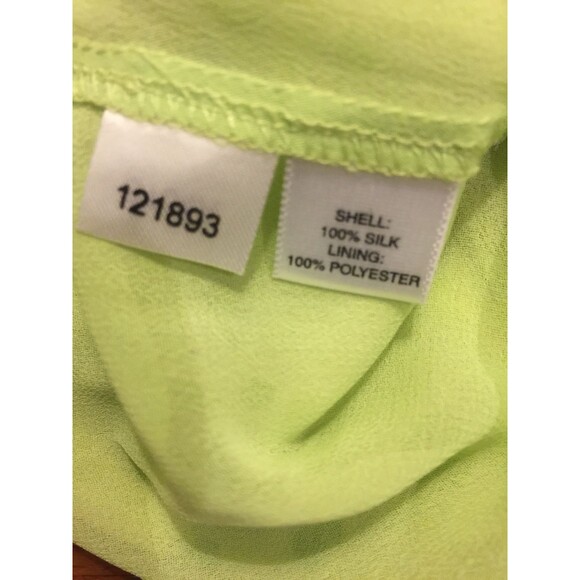 121893
SHELL:
100% SILK
LINING:
100% POLYESTER